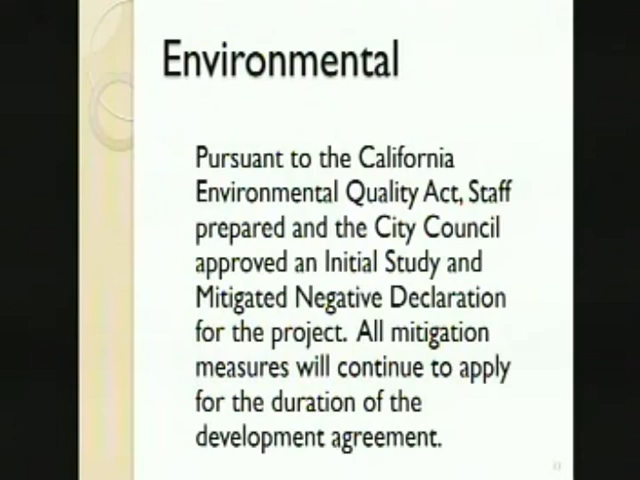 Environmental
Pursuant to the California
Environmental Quality Act, Staff
prepared and the City Council
approved an Initial Study and
Mitigated Negative Declaration
for the project. All mitigation
measures will continue to apply
for the duration of the
development agreement.